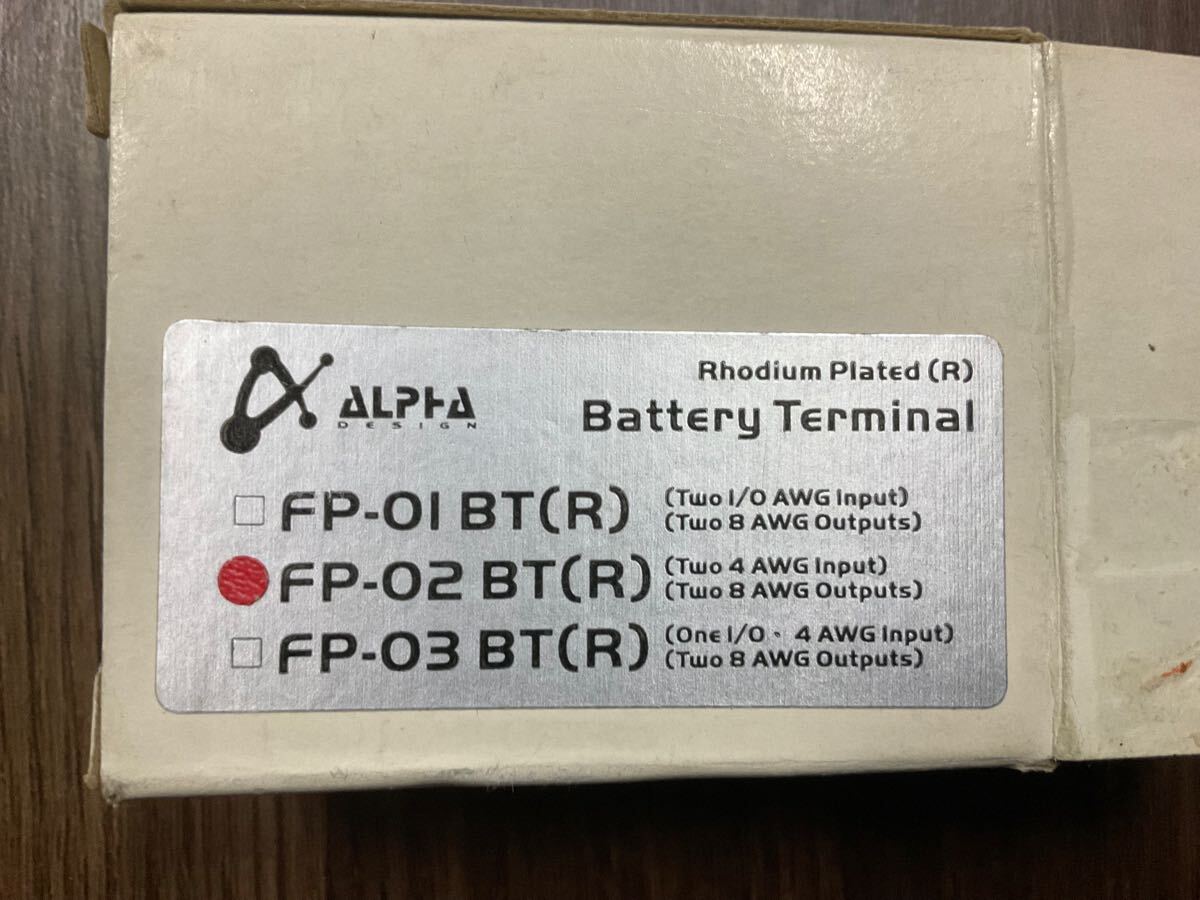 ALPHA
DESIGN
Rhodium Plated (R)
Battery Terminal
FP-01 BT(R) (Two 1/0 AWG Input)
(Two 8 AWG Outputs)
FP-02 BT(R) (Two 4 AWG Input)
(Two 8 AWG Outputs)
FP-03 BT(R) (One 1/0・ 4 AWG Input)
(Two 8 AWG Outputs)